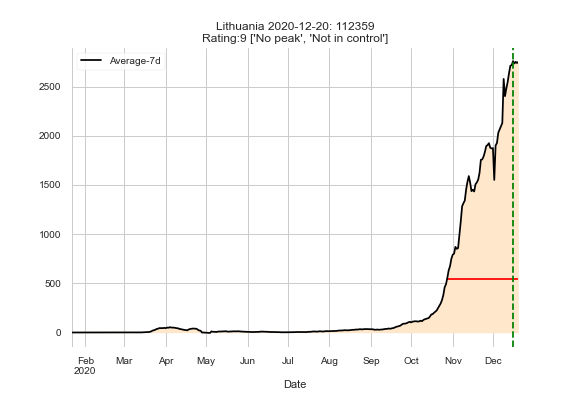 Lithuania 2020-12-20: 112359
Rating:9 ['No peak', 'Not in control']
Average-7d
2500
2000
1500
1000
500
0
Feb Mar Apr May Jun Jul Aug Sep Oct Nov Dec
2020
Date